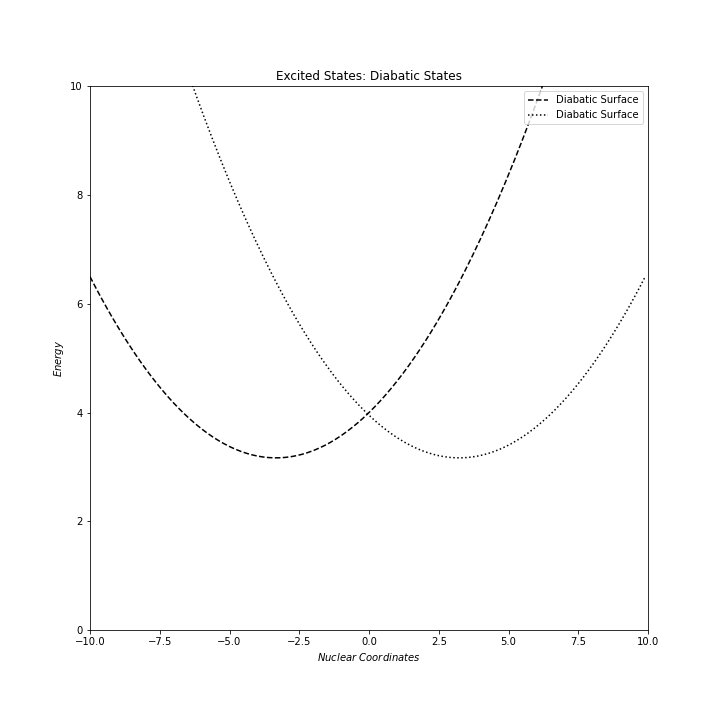 Excited States: Diabatic States
Diabatic Surface
Diabatic Surface
10
8
6
4
2
0
Energy
−10.0 −7.5 −5.0 −2.5 0.0 2.5 5.0 7.5 10.0
Nuclear Coordinates